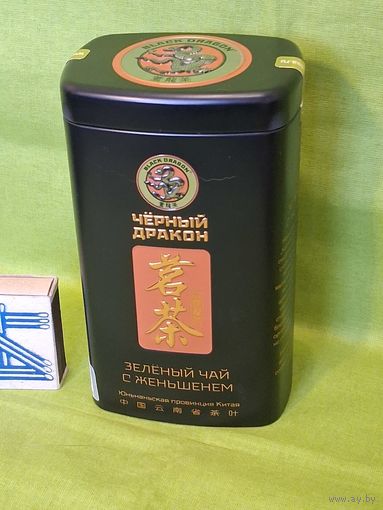 BLACK DRAGON
BLACK DRAGON
ЧЁРНЫЙ
ДРАКОН
茗
茶
ЗЕЛЁНЫЙ ЧАЙ
С ЖЕНЬШЕНЕМ
Юньнаньская провинция Китая
中国云南省茶叶
www.ay.by